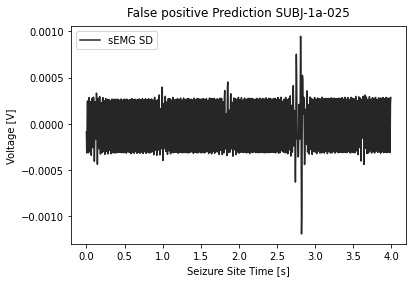 False positive Prediction SUBJ-1a-025
sEMG SD
Voltage [V]
0.0010
0.0005
0.0000
−0.0005
−0.0010
0.0 0.5 1.0 1.5 2.0 2.5 3.0 3.5 4.0
Seizure Site Time [s]